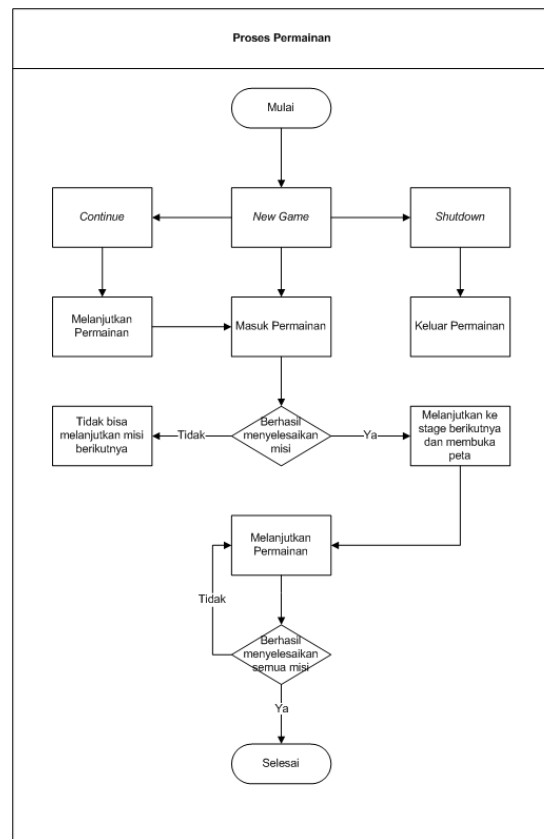 Proses Permainan
Mulai
Continue
New Game
Shutdown
Melanjutkan
Permainan
Masuk Permainan
Keluar Permainan
Tidak bisa
melanjutkan misi
berikutnya
Tidak
Berhasil
menyelesaikan
misi
Ya
Melanjutkan ke
stage berikutnya
dan membuka
peta
Melanjutkan
Permainan
Tidak
Berhasil
menyelesaikan
semua misi
Ya
Selesai